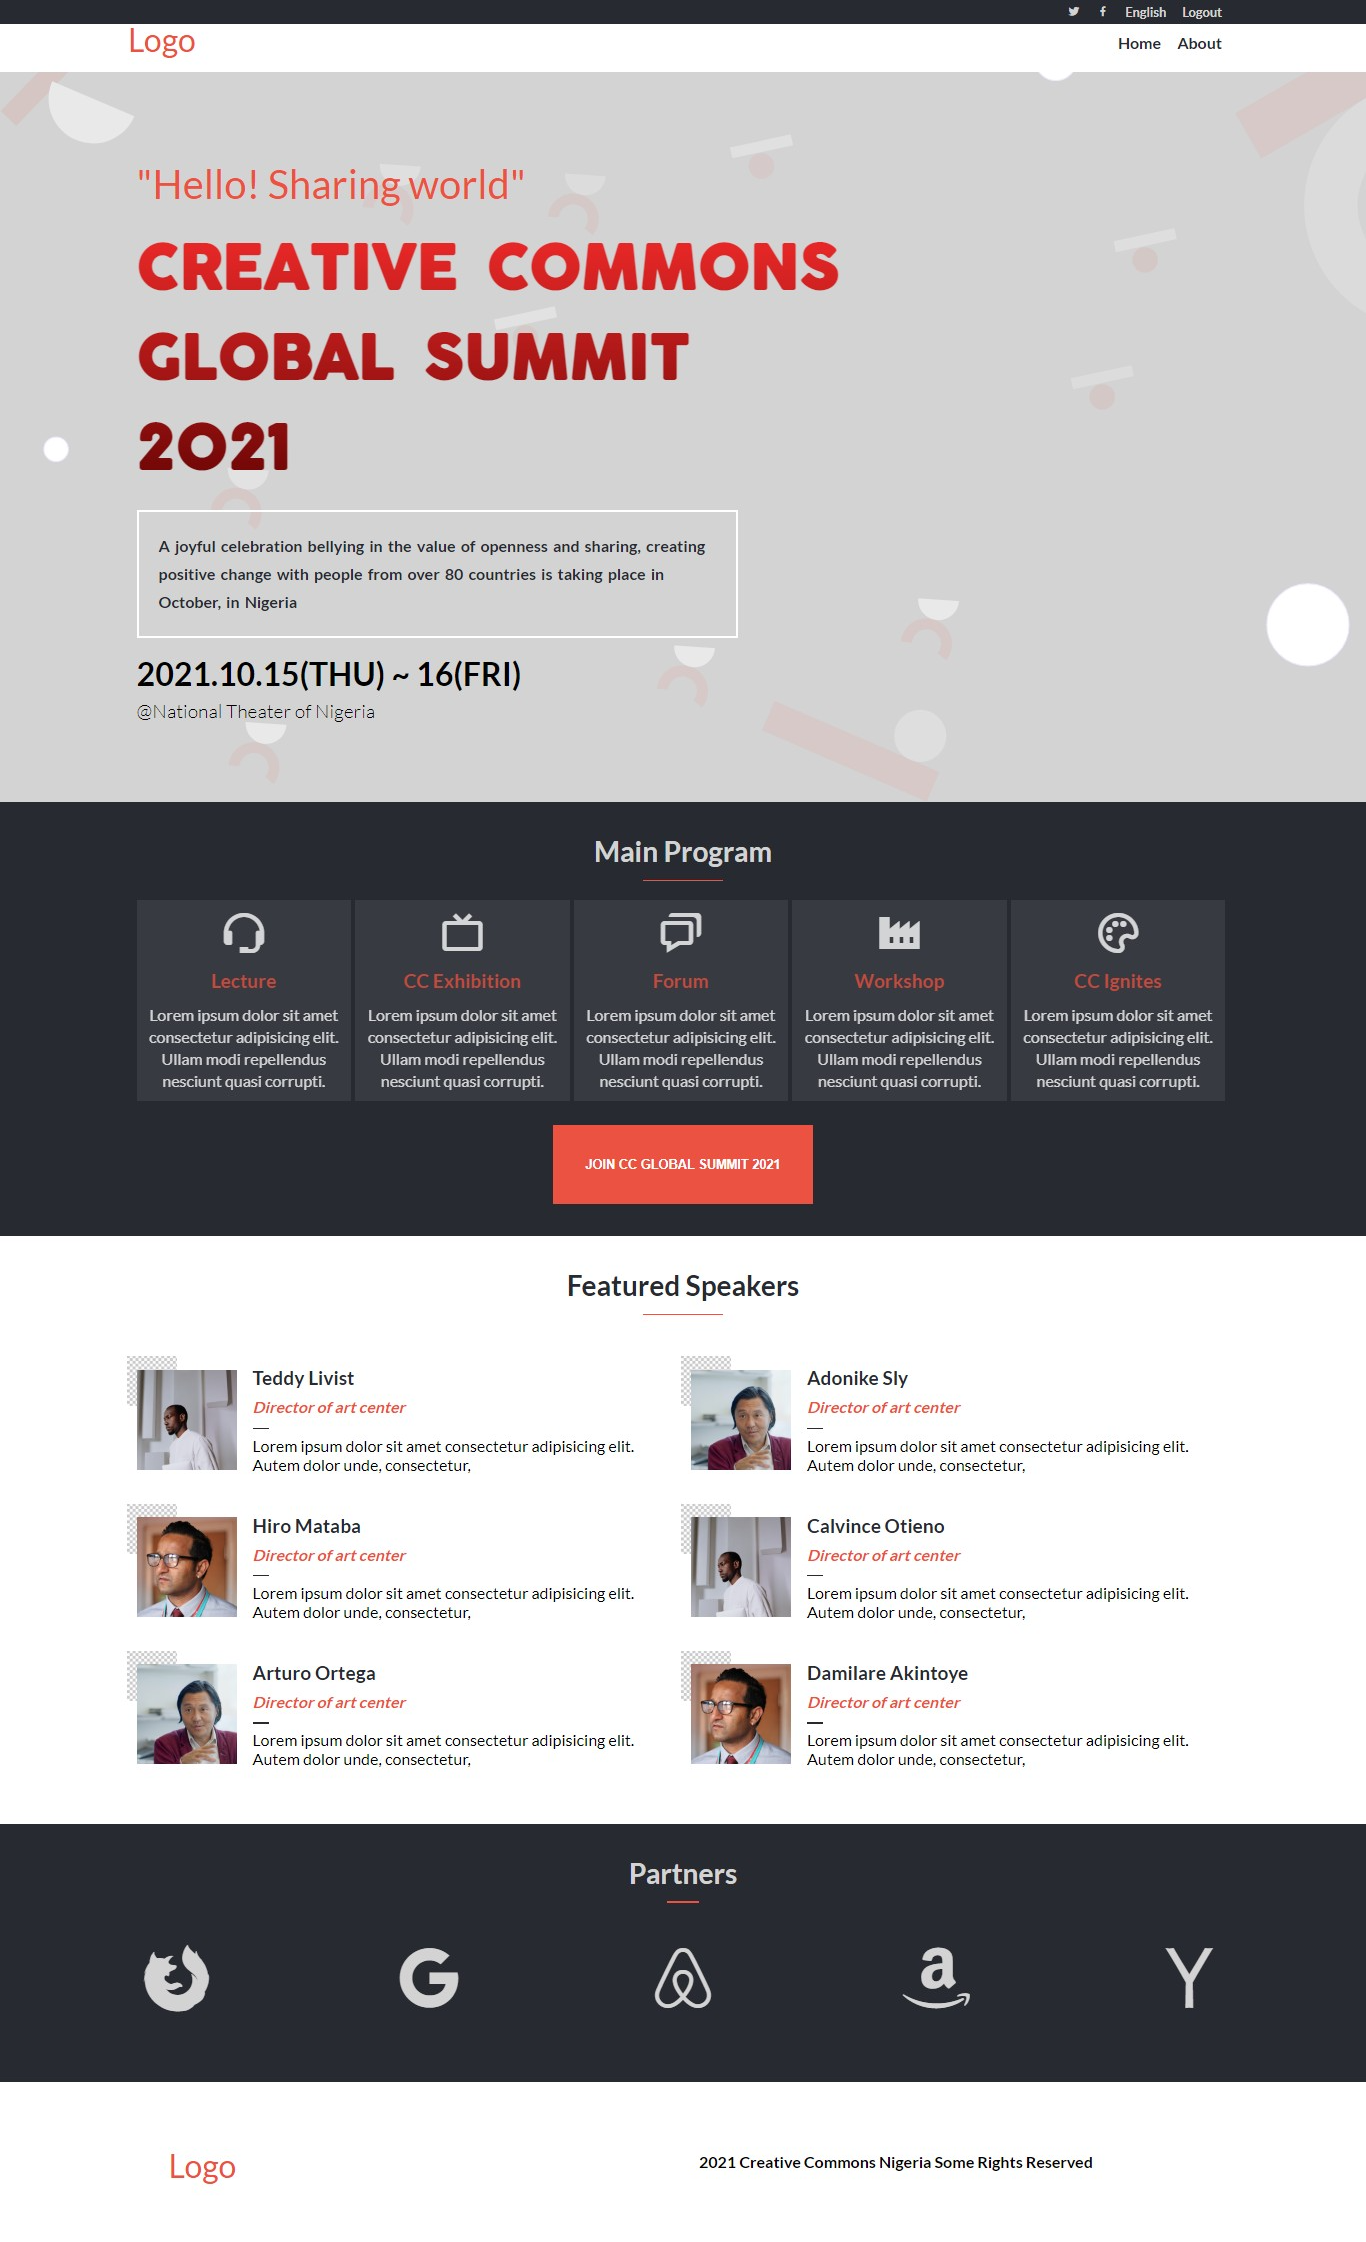 English Logout
Logo
Home About
"Hello! Sharing world"
CREATIVE COMMONS
GLOBAL SUMMIT
2021
A joyful celebration bellying in the value of openness and sharing, creating
positive change with people from over 80 countries is taking place in
October, in Nigeria
2021.10.15(THU) ~ 16(FRI)
@National Theater of Nigeria
Main Program
Lecture
Lorem ipsum dolor sit amet
consectetur adipisicing elit.
Ullam modi repellendus
nesciunt quasi corrupti.
CC Exhibition
Lorem ipsum dolor sit amet
consectetur adipisicing elit.
Ullam modi repellendus
nesciunt quasi corrupti.
Forum
Lorem ipsum dolor sit amet
consectetur adipisicing elit.
Ullam modi repellendus
nesciunt quasi corrupti.
Workshop
Lorem ipsum dolor sit amet
consectetur adipisicing elit.
Ullam modi repellendus
nesciunt quasi corrupti.
CC Ignites
Lorem ipsum dolor sit amet
consectetur adipisicing elit.
Ullam modi repellendus
nesciunt quasi corrupti.
JOIN CC GLOBAL SUMMIT 2021
Featured Speakers
Teddy Livist
Director of art center
Lorem ipsum dolor sit amet consectetur adipisicing elit.
Autem dolor unde, consectetur,
Adonike Sly
Director of art center
Lorem ipsum dolor sit amet consectetur adipisicing elit.
Autem dolor unde, consectetur,
Hiro Mataba
Director of art center
Lorem ipsum dolor sit amet consectetur adipisicing elit.
Autem dolor unde, consectetur,
Calvince Otieno
Director of art center
Lorem ipsum dolor sit amet consectetur adipisicing elit.
Autem dolor unde, consectetur,
Arturo Ortega
Director of art center
Lorem ipsum dolor sit amet consectetur adipisicing elit.
Autem dolor unde, consectetur,
Damilare Akintoye
Director of art center
Lorem ipsum dolor sit amet consectetur adipisicing elit.
Autem dolor unde, consectetur,
Partners
Logo
2021 Creative Commons Nigeria Some Rights Reserved